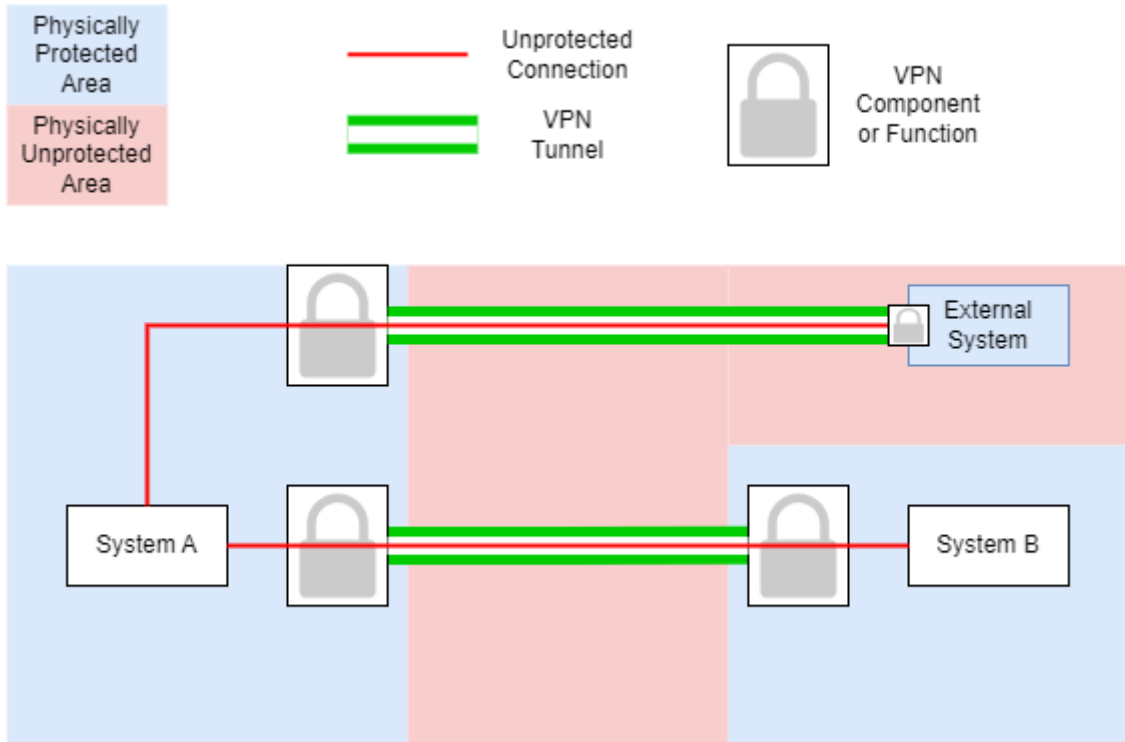 Physically
Protected
Area
Physically
Unprotected
Area
Unprotected
Connection
VPN
Tunnel
VPN
Component
or Function
External
System
System A
System B